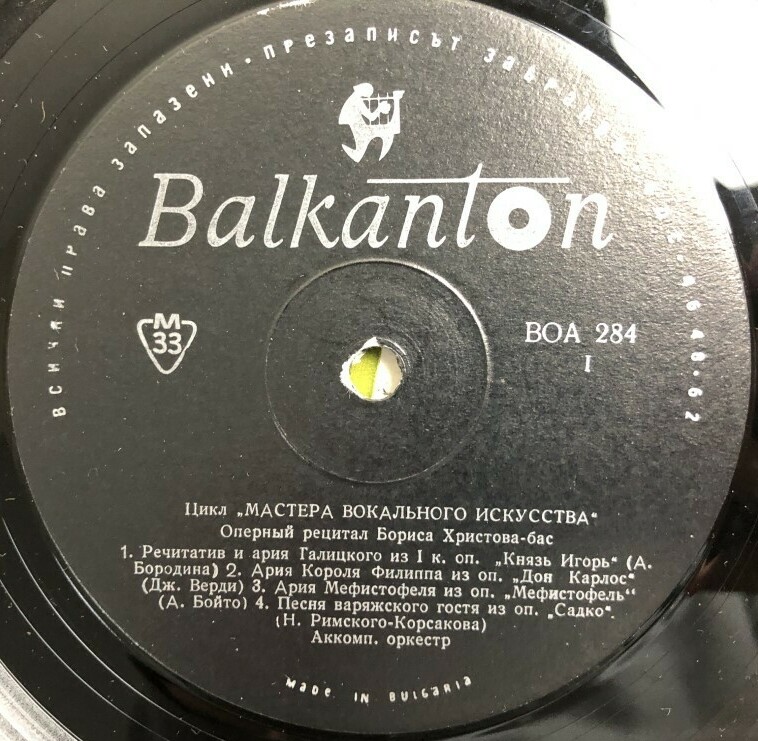 ВСИЧКИ ПРАВА ЗАПАЗЕНИ · ПРЕЗАПИСЪТ ЗАБРАНЕН · 4648·62
Balkanton
М
33
ВОА 284
I
Цикл „МАСТЕРА ВОКАЛЬНОГО ИСКУССТВА“
Оперный рецитал Бориса Христова-бас
1. Речитатив и ария Галицкого из I к. оп. „Князь Игорь“ (А.
Бородина) 2. Ария Короля Филиппа из оп. „Дон Карлос“
(Дж. Верди) 3. Ария Мефистофеля из оп. „Мефистофель“
(А. Бойто) 4. Песня варяжского гостя из оп. „Садко“.
(Н. Римского-Корсакова)
Аккомп. оркестр
MADE IN BULGARIA